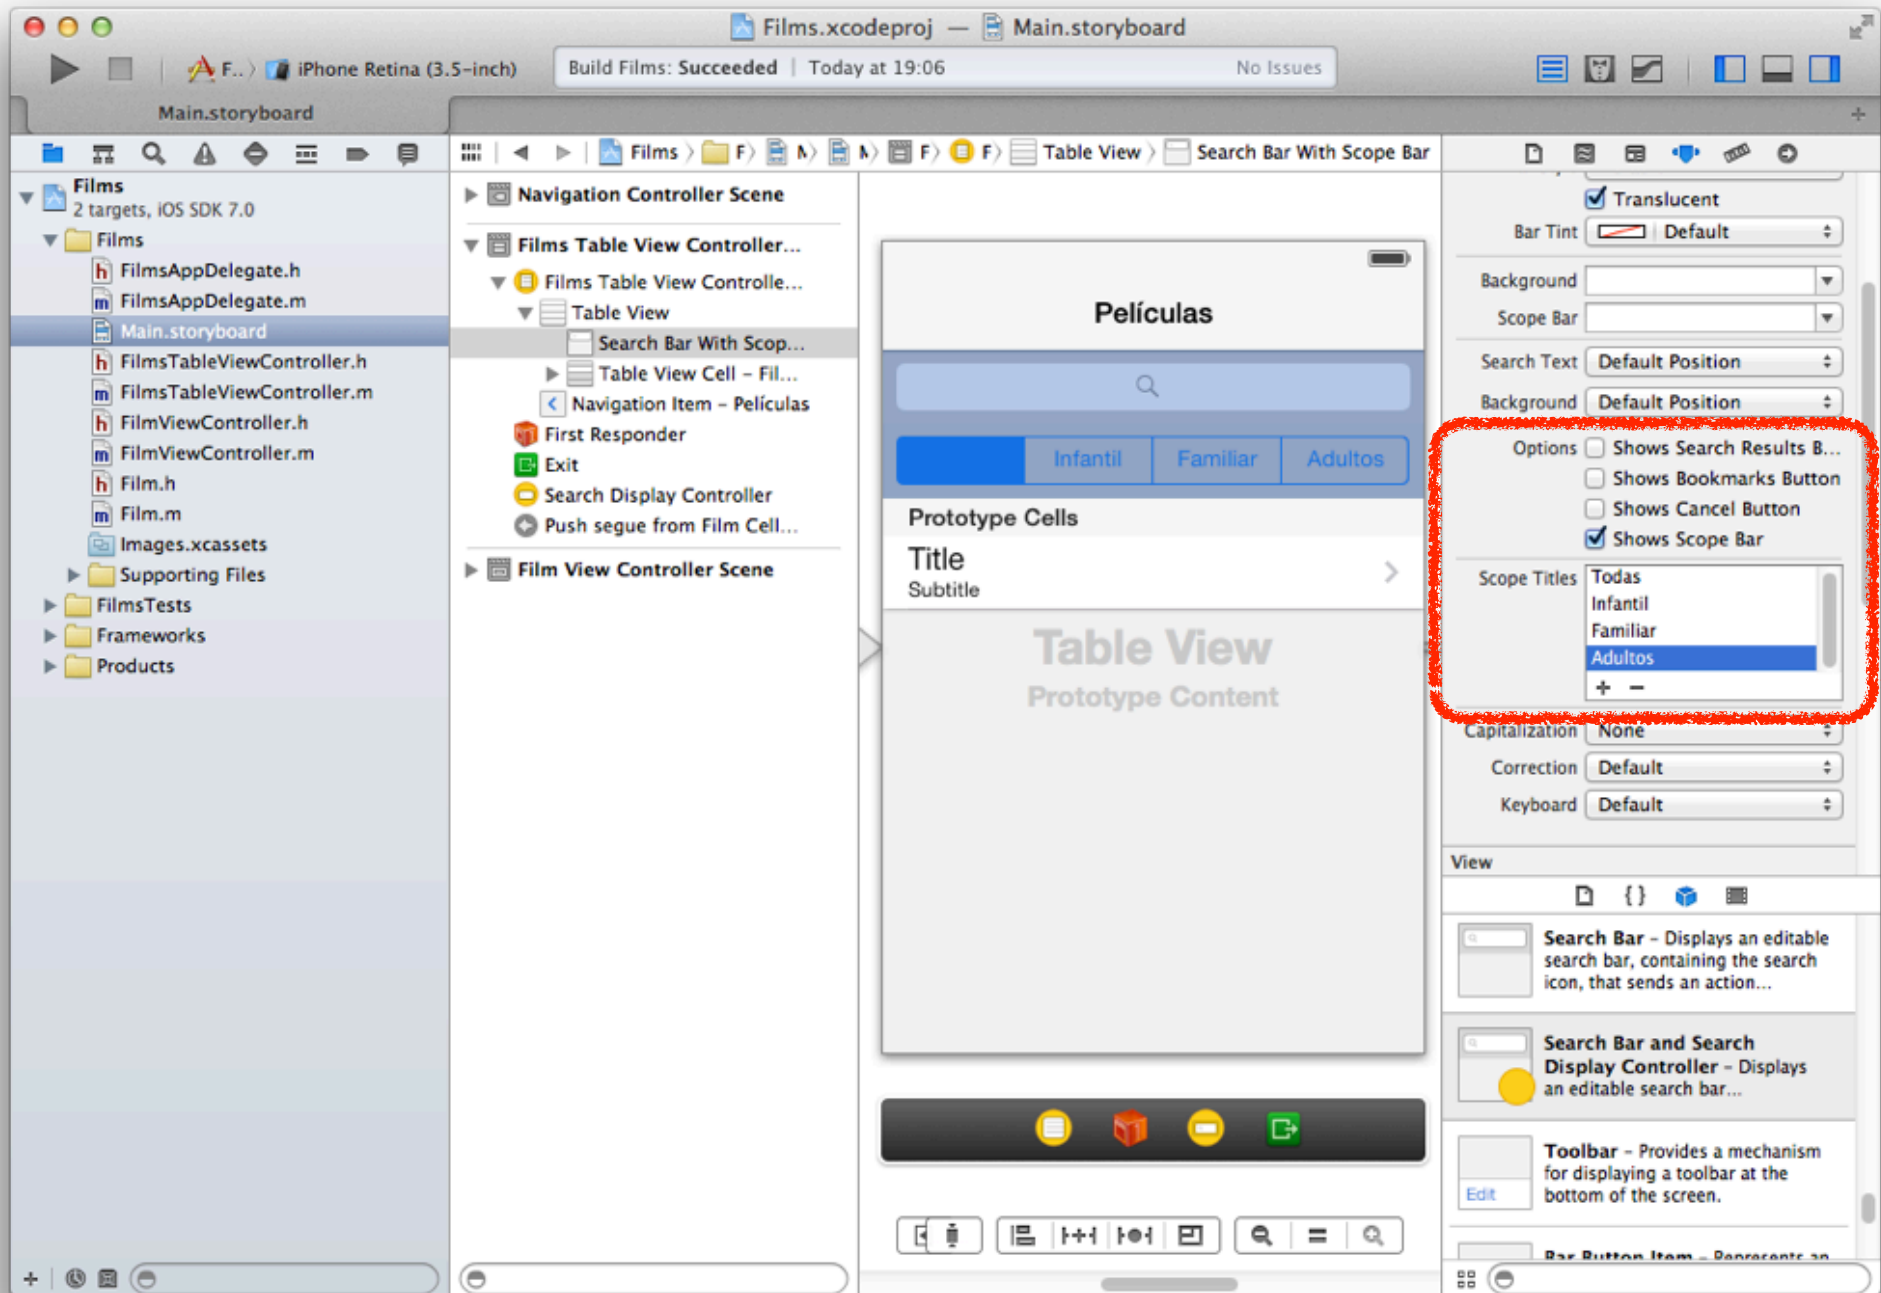 Films.xcodeproj — Main.storyboard
F.. iPhone Retina (3.5-inch)
Build Films: Succeeded | Today at 19:06
No Issues
Main.storyboard
Films
2 targets, iOS SDK 7.0
Films
FilmsAppDelegate.h
FilmsAppDelegate.m
Main.storyboard
FilmsTableViewController.h
FilmsTableViewController.m
FilmViewController.h
FilmViewController.m
Film.h
Film.m
Images.xcassets
Supporting Files
FilmsTests
Frameworks
Products
Films F Table View Search Bar With Scope Bar
Navigation Controller Scene
Films Table View Controller...
Films Table View Controlle...
Table View
Search Bar With Scop...
Table View Cell – Fil...
Navigation Item – Películas
First Responder
Exit
Search Display Controller
Push segue from Film Cell...
Film View Controller Scene
Películas
Infantil Familiar Adultos
Prototype Cells
Title
Subtitle
Table View
Prototype Content
Translucent
Bar Tint Default
Background
Scope Bar
Search Text Default Position
Background Default Position
Options Shows Search Results B...
Shows Bookmarks Button
Shows Cancel Button
Shows Scope Bar
Scope Titles Todas
Infantil
Familiar
Adultos
Capitalization None
Correction Default
Keyboard Default
View
Search Bar – Displays an editable
search bar, containing the search
icon, that sends an action...
Search Bar and Search
Display Controller – Displays
an editable search bar...
Edit
Toolbar – Provides a mechanism
for displaying a toolbar at the
bottom of the screen.
Bar Button Item – Represents an